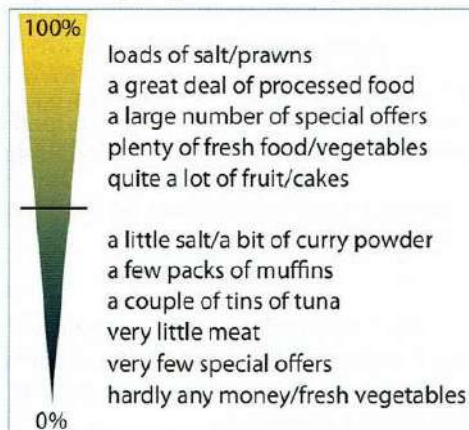 100%
loads of salt/prawns
a great deal of processed food
a large number of special offers
plenty of fresh food/vegetables
quite a lot of fruit/cakes
a little salt/a bit of curry powder
a few packs of muffins
a couple of tins of tuna
very little meat
very few special offers
hardly any money/fresh vegetables
0%